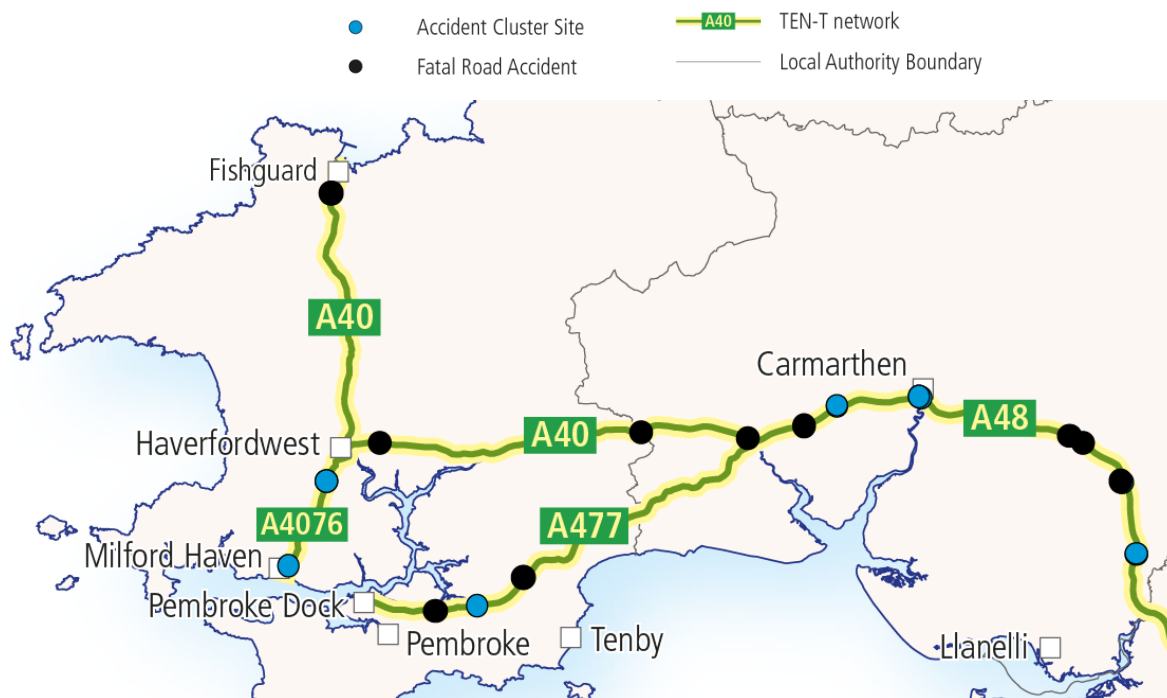 Accident Cluster Site
A40
TEN-T network
Fatal Road Accident
Local Authority Boundary
Fishguard
A40
Carmarthen
Haverfordwest
A40
A48
A4076
A477
Milford Haven
Pembroke Dock
Pembroke
Tenby
Llanelli